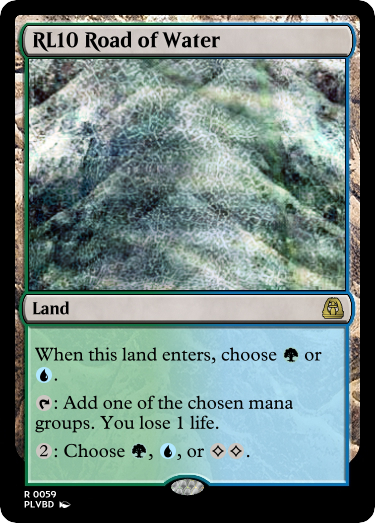 RL10 Road of Water
Land
When this land enters, choose {G} or
{U}.
{T}: Add one of the chosen mana
groups. You lose 1 life.
{2}: Choose {G}, {U}, or {C}{C}.
R 0059
PLVBD